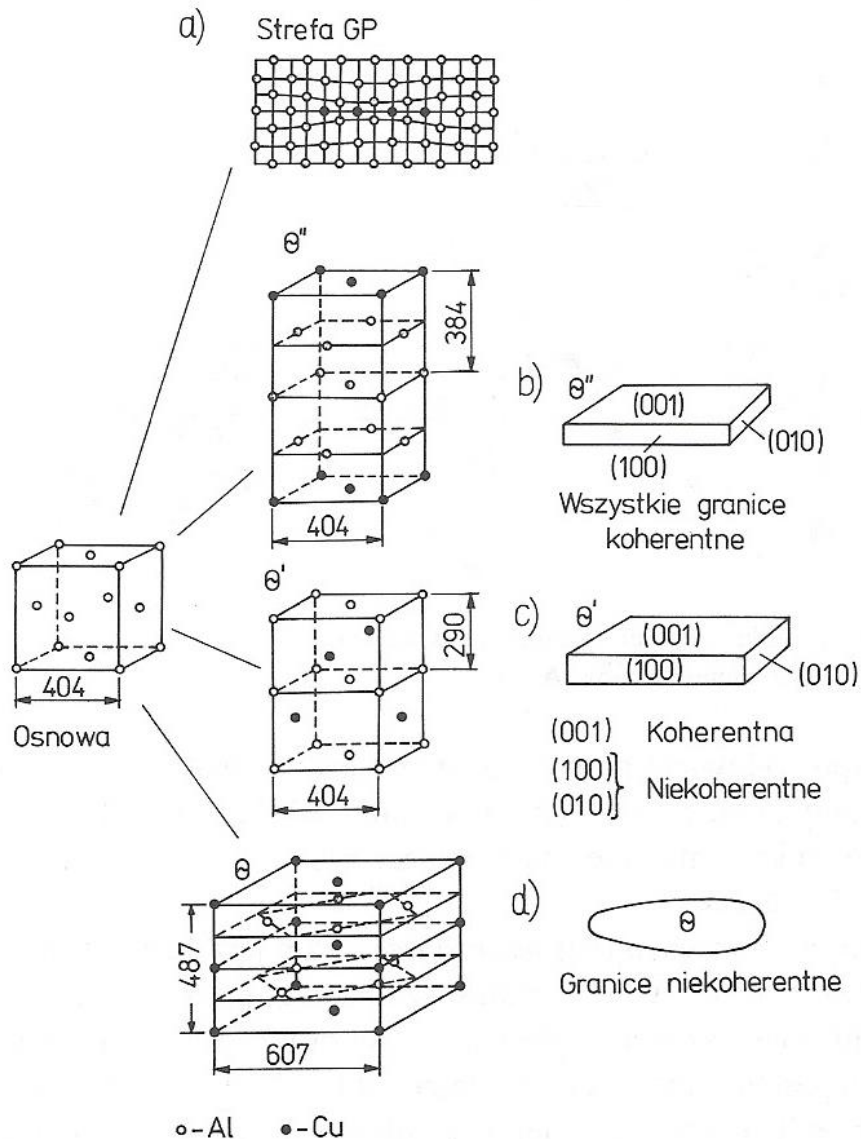 a) Strefa GP
Θ"
384
404
b) Θ"
(001)
(100)
(010)
Wszystkie granice
koherentne
404
Osnowa
Θ'
290
404
c) Θ'
(001)
(100)
(010)
(001) Koherentna
(100)
(010)
Niekoherentne
Θ
487
607
d) Θ
Granice niekoherentne
o-Al •-Cu